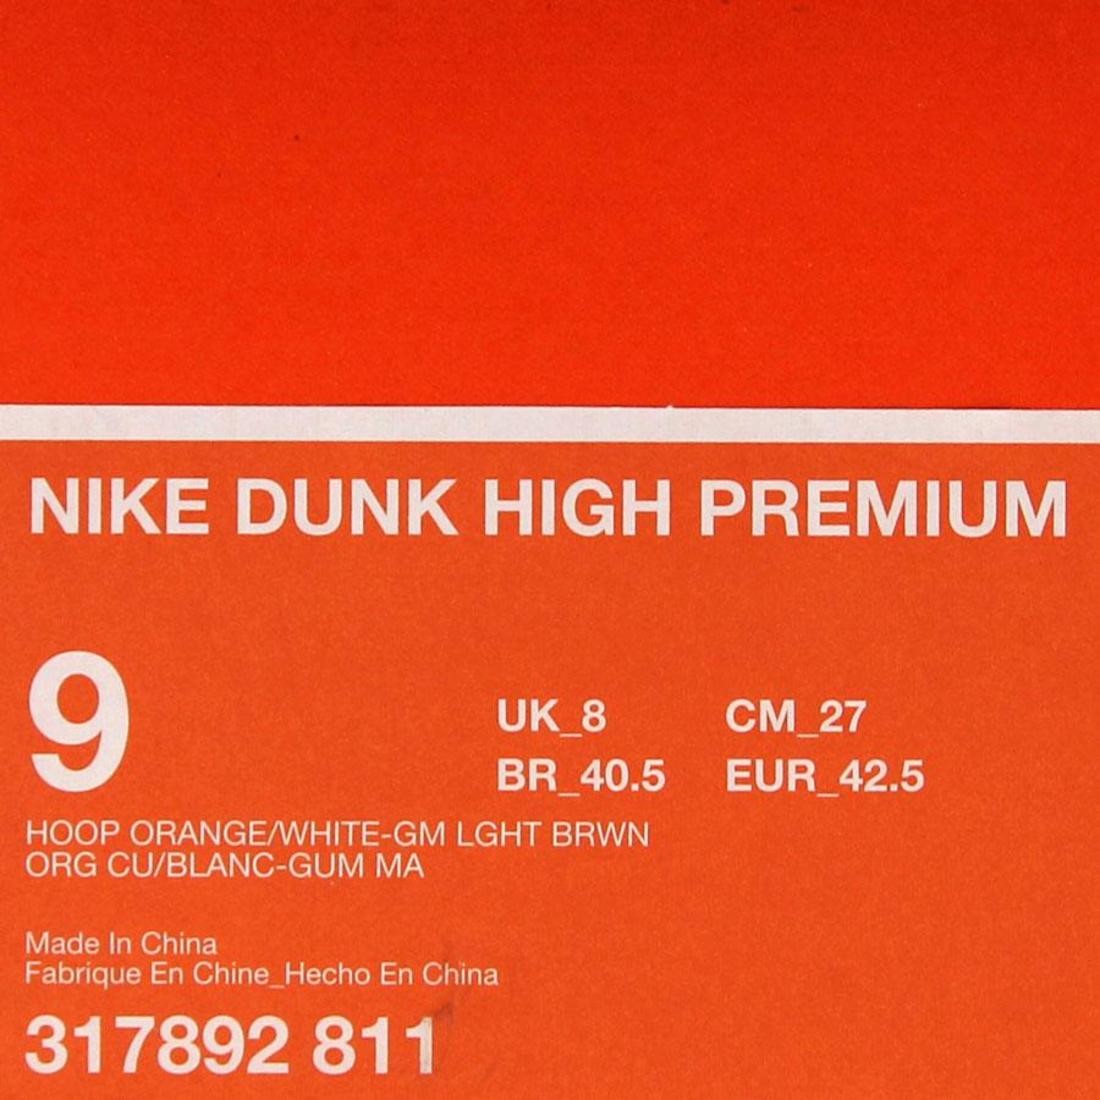 NIKE DUNK HIGH PREMIUM
9
UK_8 CM_27
BR_40.5 EUR_42.5
HOOP ORANGE/WHITE-GM LGHT BRWN
ORG CU/BLANC-GUM MA
Made In China
Fabrique En Chine_Hecho En China
317892 811